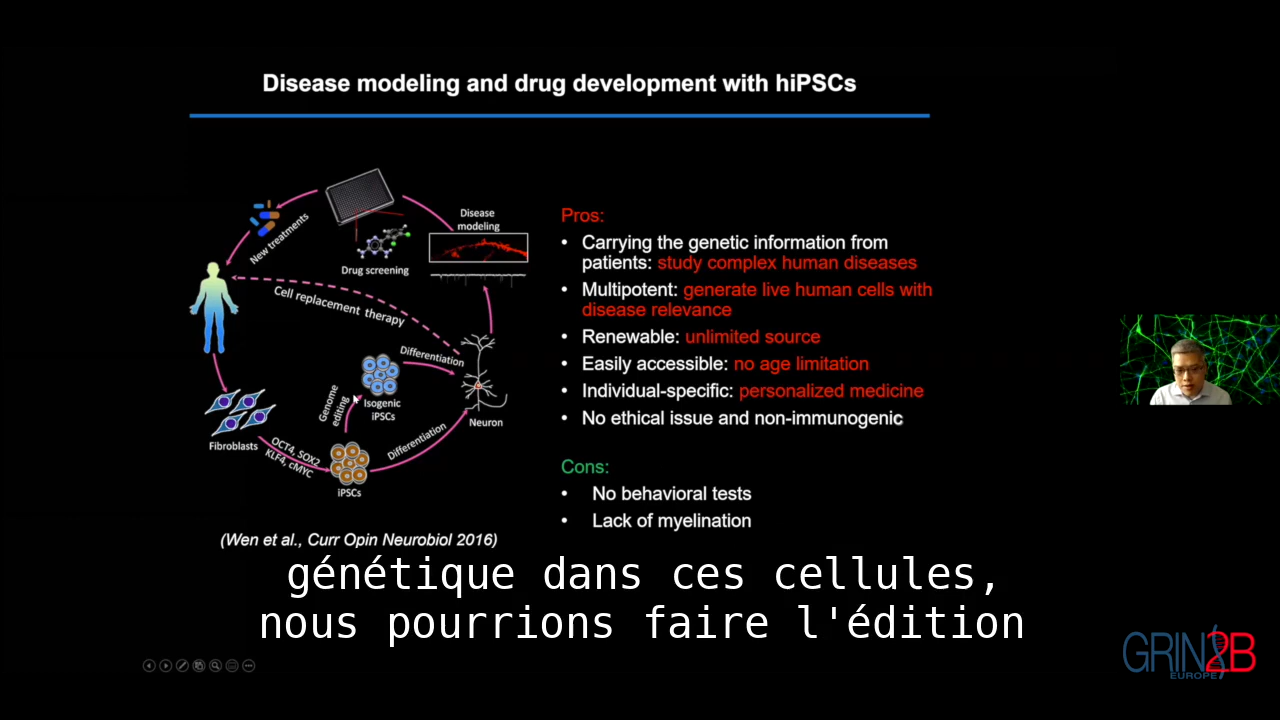 Disease modeling and drug development with hiPSCs
New treatments
Drug screening
Disease
modeling
Cell replacement therapy
Differentiation
Genome
editing
Isogenic
iPSCs
Neuron
Fibroblasts
OCT4, SOX2
KLF4, cMYC
Differentiation
iPSCs
(Wen et al., Curr Opin Neurobiol 2016)
Pros:
• Carrying the genetic information from
patients: study complex human diseases
• Multipotent: generate live human cells with
disease relevance
• Renewable: unlimited source
• Easily accessible: no age limitation
• Individual-specific: personalized medicine
• No ethical issue and non-immunogenic
Cons:
• No behavioral tests
• Lack of myelination
génétique dans ces cellules,
nous pourrions faire l'édition
GRIN2B
EUROPE